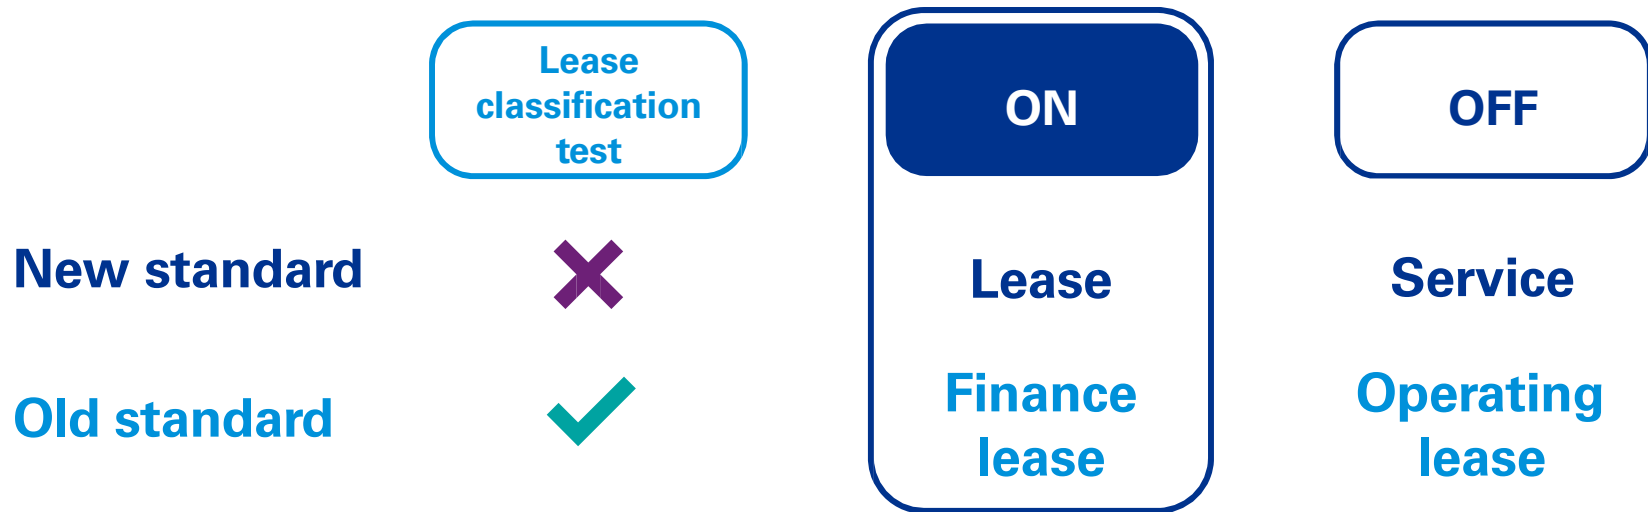 Lease
classification
test
ON
OFF
New standard
Lease
Service
Old standard
Finance
lease
Operating
lease